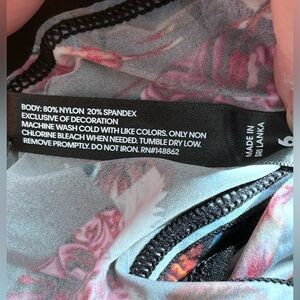 BODY: 80% NYLON 20% SPANDEX
EXCLUSIVE OF DECORATION
MACHINE WASH COLD WITH LIKE COLORS. ONLY NON
CHLORINE BLEACH WHEN NEEDED. TUMBLE DRY LOW.
REMOVE PROMPTLY. DO NOT IRON. RN#148862
MADE IN
SRI LANKA
6